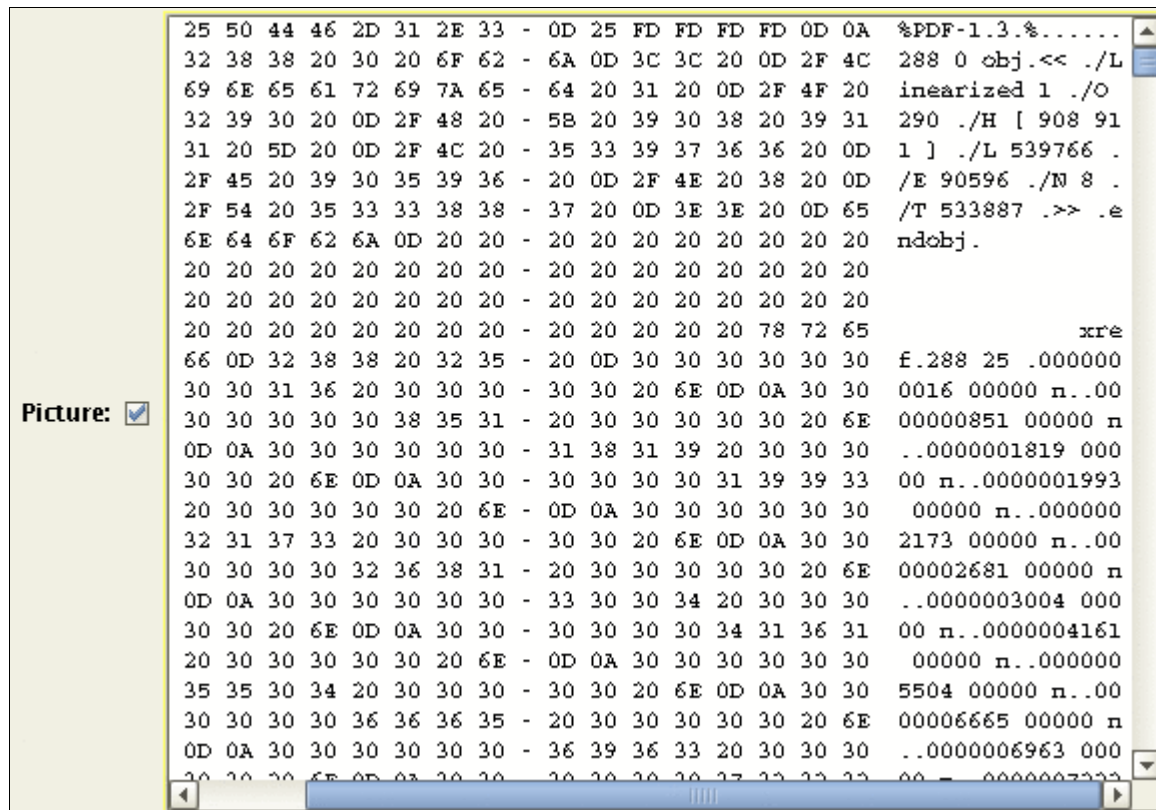 25 50 44 46 2D 31 2E 33 - 0D 25 FD FD FD FD 0D 0A %PDF-1.3.%......
32 38 38 20 30 20 6F 62 - 6A 0D 3C 3C 20 0D 2F 4C 288 0 obj.<< ./L
69 6E 65 61 72 69 7A 65 - 64 20 31 20 0D 2F 4F 20 inearized 1 ./O
32 39 30 20 0D 2F 48 20 - 5B 20 39 30 38 20 39 31 290 ./H [ 908 91
31 20 5D 20 0D 2F 4C 20 - 35 33 39 37 36 36 20 0D 1 ] ./L 539766 .
2F 45 20 39 30 35 39 36 - 20 0D 2F 4E 20 38 20 0D /E 90596 ./N 8 .
2F 54 20 35 33 33 38 38 - 37 20 0D 3E 3E 20 0D 65 /T 533887 .>> .e
6E 64 6F 62 6A 0D 20 20 - 20 20 20 20 20 20 20 20 ndobj.
20 20 20 20 20 20 20 20 - 20 20 20 20 20 20 20 20
20 20 20 20 20 20 20 20 - 20 20 20 20 20 20 20 20
20 20 20 20 20 20 20 20 - 20 20 20 20 20 78 72 65 xre
66 0D 32 38 38 20 32 35 - 20 0D 30 30 30 30 30 30 f.288 25 .000000
30 30 31 36 20 30 30 30 - 30 30 20 6E 0D 0A 30 30 0016 00000 n..00
Picture:
30 30 30 30 30 38 35 31 - 20 30 30 30 30 30 20 6E 00000851 00000 n
0D 0A 30 30 30 30 30 30 - 31 38 31 39 20 30 30 30 ..0000001819 000
30 30 20 6E 0D 0A 30 30 - 30 30 30 30 31 39 39 33 00 n..0000001993
20 30 30 30 30 30 20 6E - 0D 0A 30 30 30 30 30 30 00000 n..000000
32 31 37 33 20 30 30 30 - 30 30 20 6E 0D 0A 30 30 2173 00000 n..00
30 30 30 30 32 36 38 31 - 20 30 30 30 30 30 20 6E 00002681 00000 n
0D 0A 30 30 30 30 30 30 - 33 30 30 34 20 30 30 30 ..0000003004 000
30 30 20 6E 0D 0A 30 30 - 30 30 30 30 34 31 36 31 00 n..0000004161
20 30 30 30 30 30 20 6E - 0D 0A 30 30 30 30 30 30 00000 n..000000
35 35 30 34 20 30 30 30 - 30 30 20 6E 0D 0A 30 30 5504 00000 n..00
30 30 30 30 36 36 36 35 - 20 30 30 30 30 30 20 6E 00006665 00000 n
0D 0A 30 30 30 30 30 30 - 36 39 36 33 20 30 30 30 ..0000006963 000